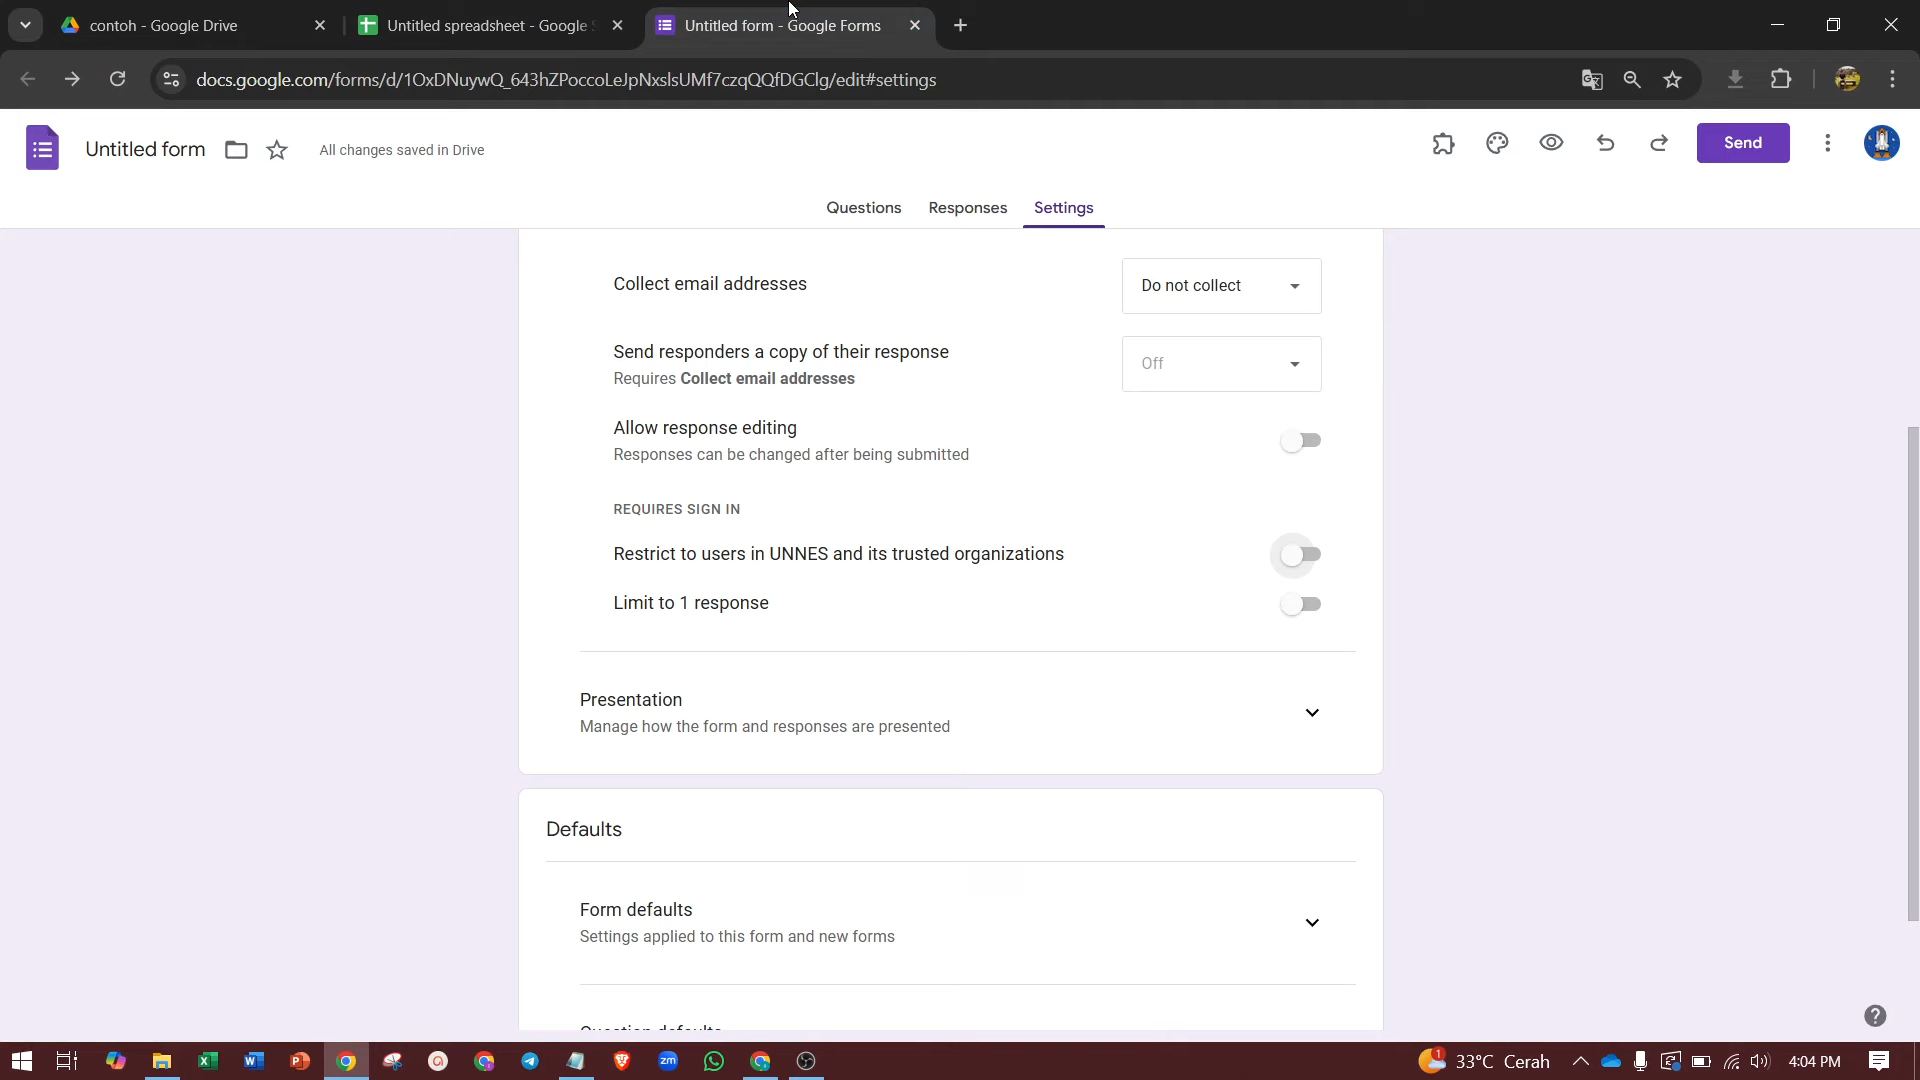 contoh - Google Drive
Untitled spreadsheet - Google S
Untitled form - Google Forms
docs.google.com/forms/d/1OxDNuywQ_643hZPoccoLeJpNxslsUMf7czqQQfDGClg/edit#settings
Untitled form
All changes saved in Drive
Send
Questions
Responses
Settings
Collect email addresses
Do not collect
Send responders a copy of their response
Requires Collect email addresses
Off
Allow response editing
Responses can be changed after being submitted
REQUIRES SIGN IN
Restrict to users in UNNES and its trusted organizations
Limit to 1 response
Presentation
Manage how the form and responses are presented
Defaults
Form defaults
Settings applied to this form and new forms
Question defaults
zm
1
33°C Cerah
4:04 PM